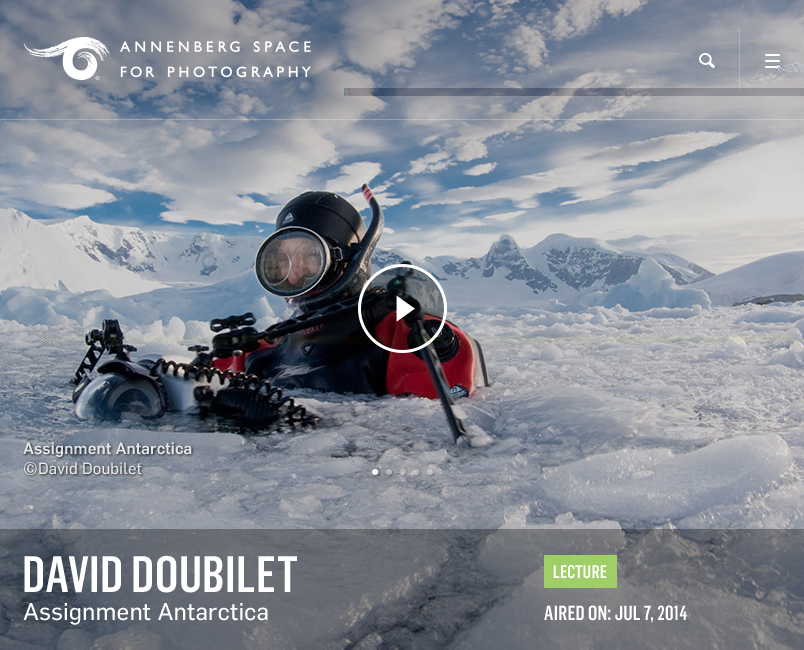 ANNENBERG SPACE
FOR PHOTOGRAPHY
Assignment Antarctica
©David Doubilet
DAVID DOUBILET
Assignment Antarctica
LECTURE
AIRED ON: JUL 7, 2014